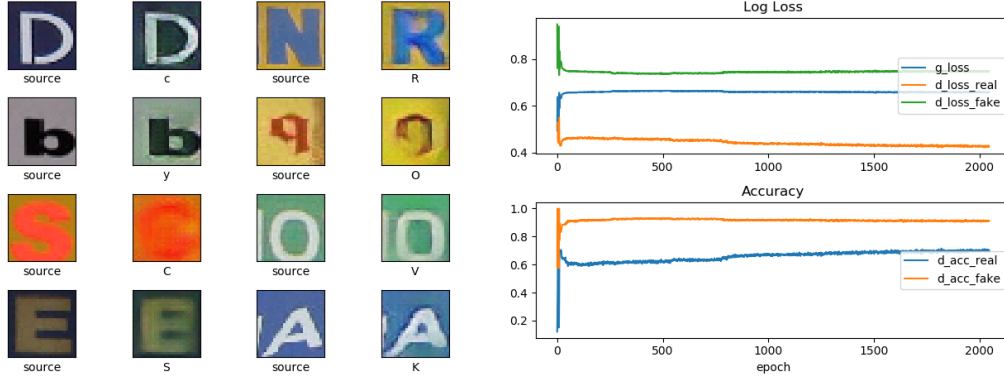 D D N R
source c source R
b b q O
source y source O
S C O O
source C source V
E E A A
source S source K
Log Loss
0.8
0.6
0.4
g_loss
d_loss_real
d_loss_fake
0 500 1000 1500 2000
Accuracy
1.0
0.8
0.6
0.4
0.2
d_acc_real
d_acc_fake
0 500 1000 1500 2000
epoch